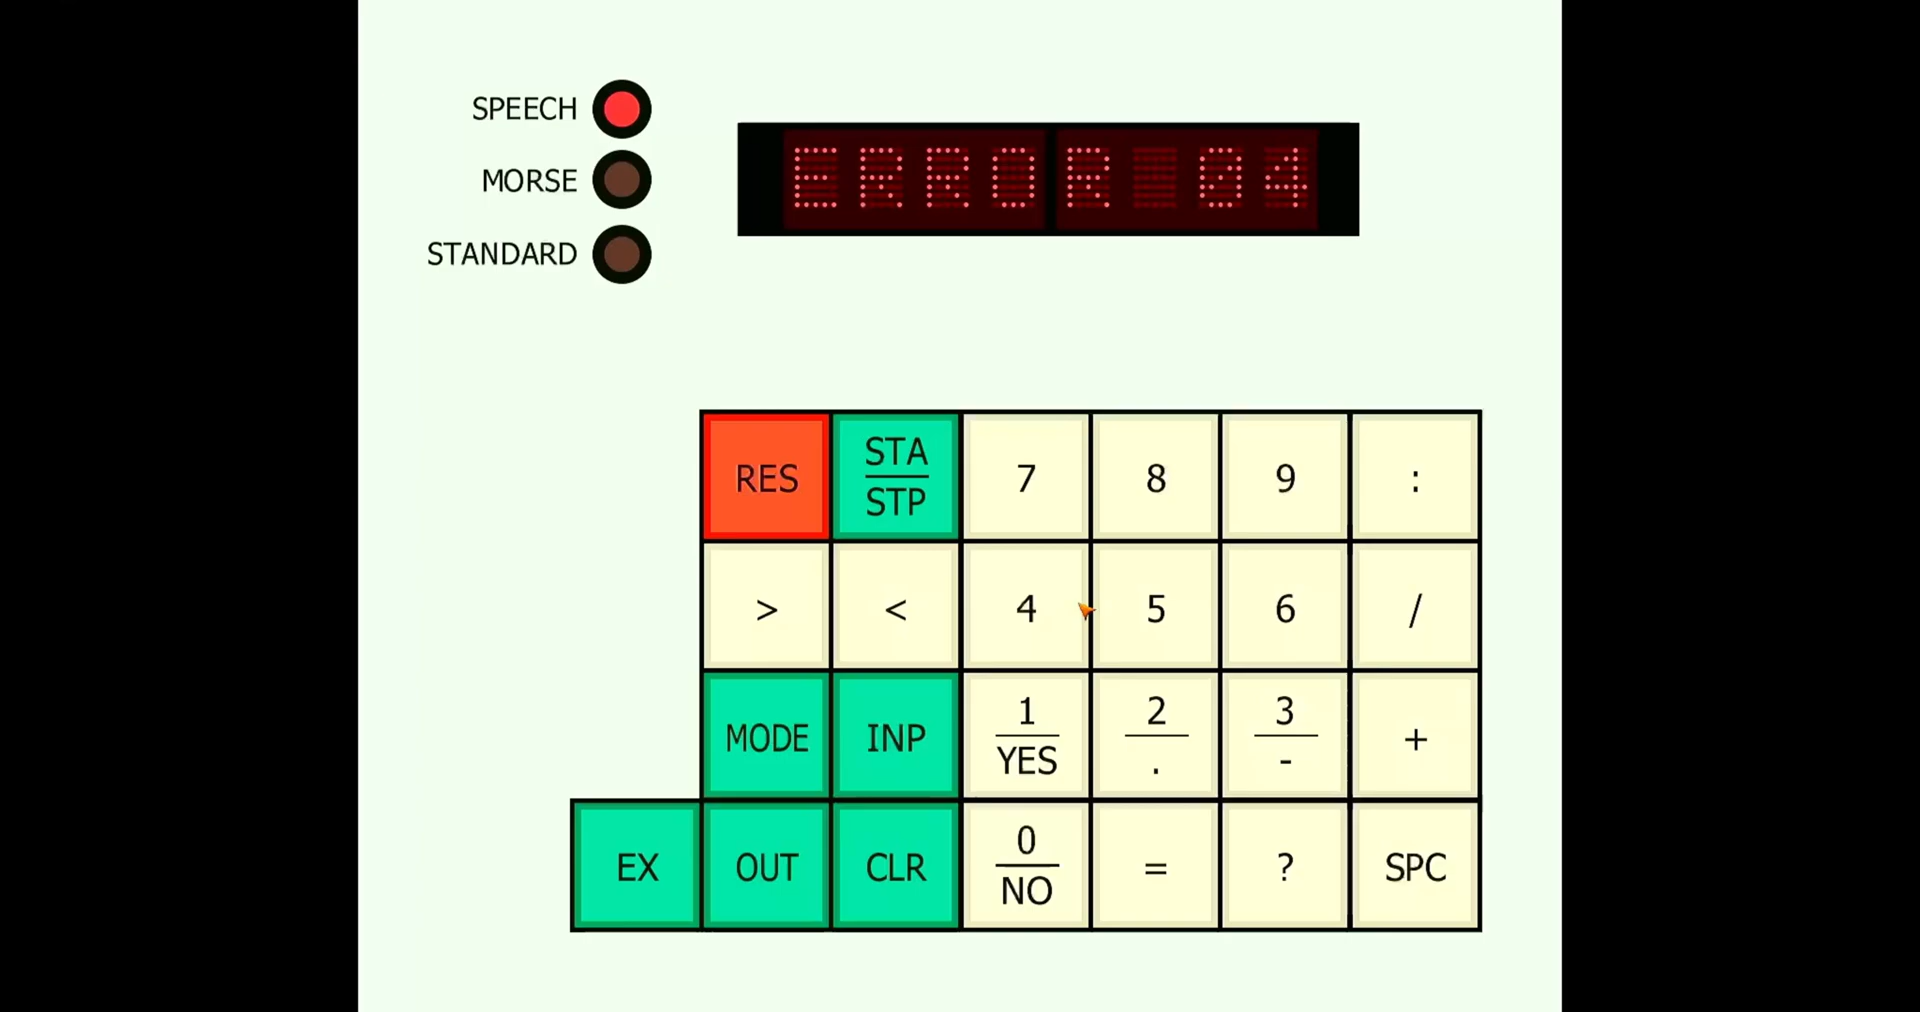 SPEECH
MORSE
STANDARD
ERROR 04
RES STA STP 7 8 9 :
> < 4 5 6 /
MODE INP 1 YES 2 . 3 - +
EX OUT CLR 0 NO = ? SPC